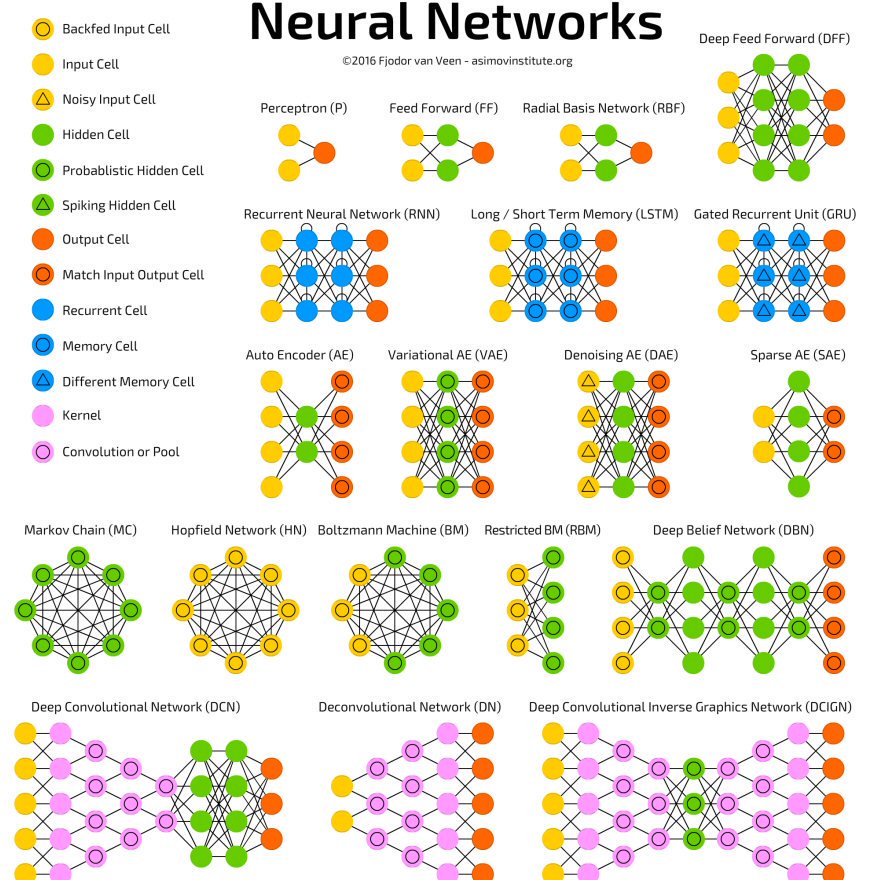 Neural Networks
©2016 Fjodor van Veen - asimovinstitute.org
Backfed Input Cell
Input Cell
Noisy Input Cell
Hidden Cell
Probablistic Hidden Cell
Spiking Hidden Cell
Output Cell
Match Input Output Cell
Recurrent Cell
Memory Cell
Different Memory Cell
Kernel
Convolution or Pool
Deep Feed Forward (DFF)
Perceptron (P)
Feed Forward (FF)
Radial Basis Network (RBF)
Recurrent Neural Network (RNN)
Long / Short Term Memory (LSTM)
Gated Recurrent Unit (GRU)
Auto Encoder (AE)
Variational AE (VAE)
Denoising AE (DAE)
Sparse AE (SAE)
Markov Chain (MC)
Hopfield Network (HN)
Boltzmann Machine (BM)
Restricted BM (RBM)
Deep Belief Network (DBN)
Deep Convolutional Network (DCN)
Deconvolutional Network (DN)
Deep Convolutional Inverse Graphics Network (DCIGN)